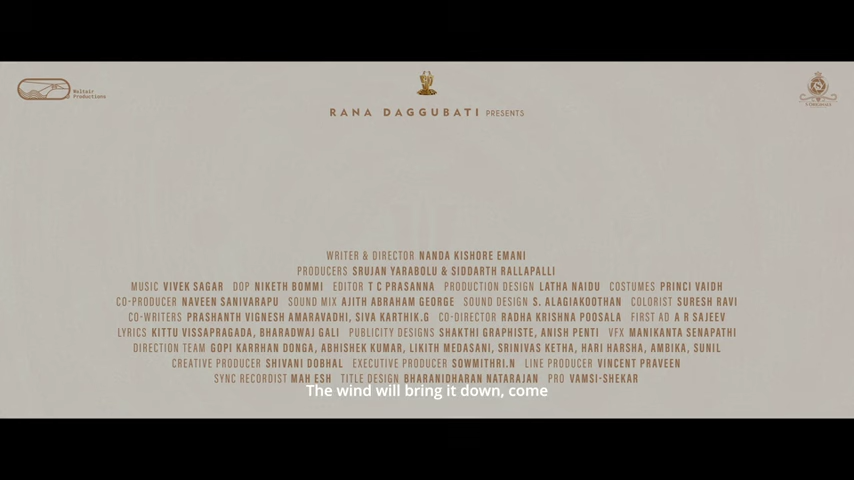 Waltair
Productions
S ORIGINALS
RANA DAGGUBATI PRESENTS
WRITER & DIRECTOR NANDA KISHORE EMANI
PRODUCERS SRUJAN YARABOLU & SIDDARTH RALLAPALLI
MUSIC VIVEK SAGAR DOP NIKETH BOMMI EDITOR T C PRASANNA PRODUCTION DESIGN LATHA NAIDU COSTUMES PRINCI VAIDH
CO-PRODUCER NAVEEN SANIVARAPU SOUND MIX AJITH ABRAHAM GEORGE SOUND DESIGN S. ALAGIAKOOTHAN COLORIST SURESH RAVI
CO-WRITERS PRASHANTH VIGNESH AMARAVADHI, SIVA KARTHIK.G CO-DIRECTOR RADHA KRISHNA POOSALA FIRST AD A R SAJEEV
LYRICS KITTU VISSAPRAGADA, BHARADWAJ GALI PUBLICITY DESIGNS SHAKTHI GRAPHISTE, ANISH PENTI VFX MANIKANTA SENAPATHI
DIRECTION TEAM GOPI KARRHAN DONGA, ABHISHEK KUMAR, LIKITH MEDASANI, SRINIVAS KETHA, HARI HARSHA, AMBIKA, SUNIL
CREATIVE PRODUCER SHIVANI DOBHAL EXECUTIVE PRODUCER SOWMITHRI.N LINE PRODUCER VINCENT PRAVEEN
SYNC RECORDIST MAHESH TITLE DESIGN BHARANIDHARAN NATARAJAN PRO VAMSI-SHEKAR
The wind will bring it down, come